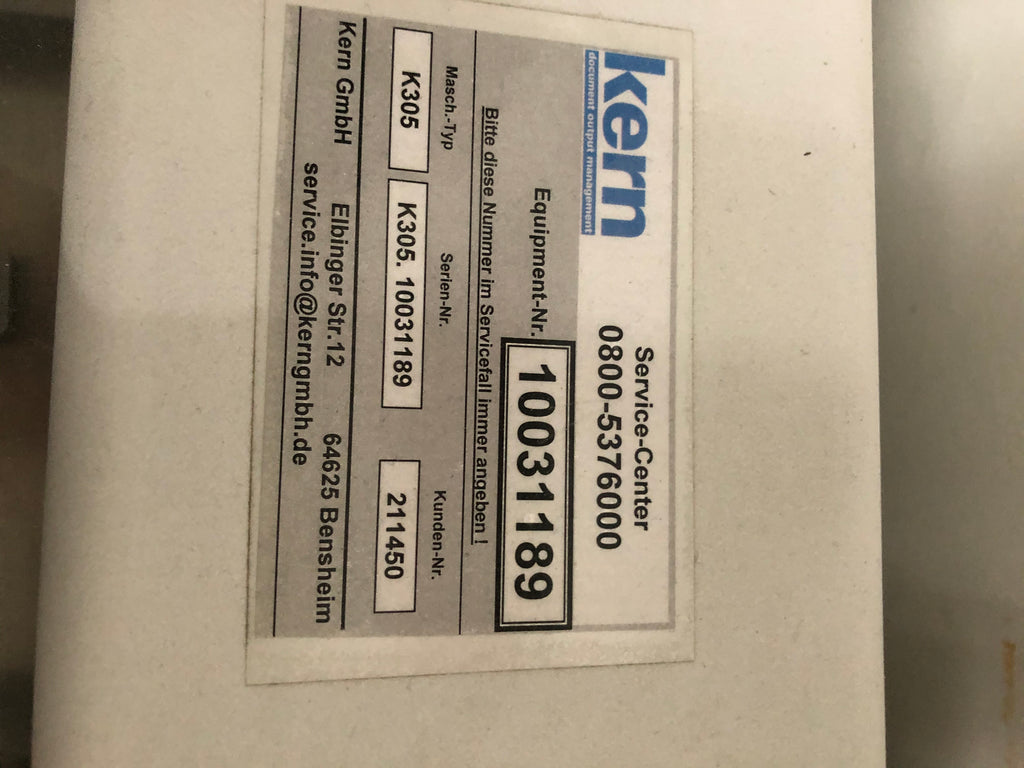 kern
document output management
Service-Center
0800-5376000
Equipment-Nr. 10031189
Bitte diese Nummer im Servicefall immer angeben !
Masch.-Typ Serien-Nr. Kunden-Nr.
K305 K305. 10031189 211450
Kern GmbH Elbinger Str.12 64625 Bensheim
service.info@kerngmbh.de